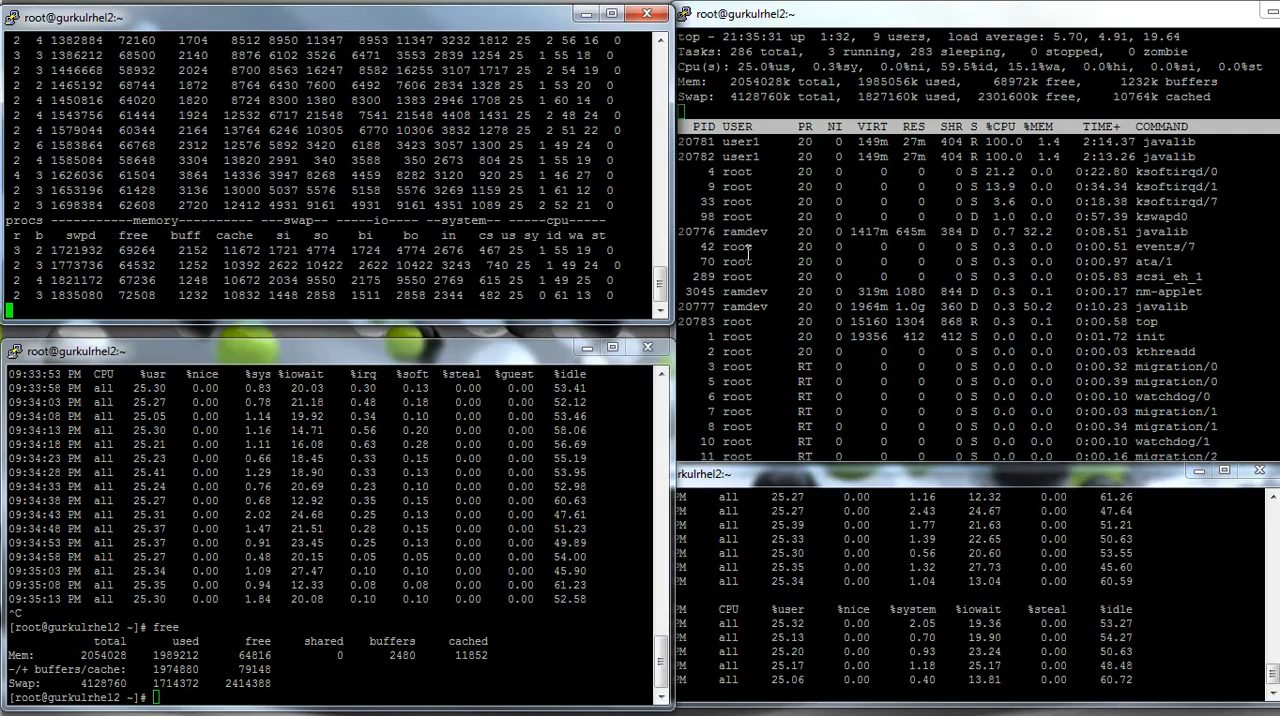 root@gurkulrhel2:~
2 4 1382884 72160 1704 8512 8950 11347 8953 11347 3232 1812 25 2 56 16 0
3 3 1386212 68500 2140 8876 6102 3526 6471 3553 2839 1254 25 1 55 18 0
2 3 1446668 58932 2024 8700 8563 16247 8582 16255 3107 1717 25 2 54 19 0
2 2 1465192 68744 1872 8764 6430 7600 6492 7606 2834 1328 25 1 53 20 0
2 2 1450816 64020 1820 8724 8300 1380 8300 1383 2946 1708 25 1 60 14 0
2 2 1543756 61444 1924 12532 6717 21548 7541 21548 4408 1431 25 2 48 24 0
2 4 1579044 66644 2164 13764 6246 10305 6770 10306 3832 1278 25 2 51 22 0
1 49 24 0
2 3 1585084 58648 3304 13820 2991 340 3588 350 2673 804 25 1 55 19 0
4 3 1626036 61504 3864 14336 3951 8268 4459 8282 3120 920 25 1 57 16 0
2 3 1653196 61428 3136 13000 5037 5576 5158 5576 3269 1159 25 1 61 12 0
2 4 1698384 62608 2720 12412 4931 9161 4931 9161 4351 1089 25 2 52 21 0
procs -----------memory---------- ---swap-- -----io---- --system-- -----cpu-----
r b swpd free buff cache si so bi bo in cs us sy id wa st
3 2 1721932 69264 2152 11672 1721 4774 1724 4774 2676 467 25 1 55 19 0
2 3 1773736 67532 1260 10392 2622 10422 2622 10422 3243 740 25 1 49 24 0
2 4 1821172 67236 1248 10672 2034 9550 2175 9550 2769 615 25 1 51 23 0
2 3 1835080 72508 1232 10832 1448 2858 1511 2858 2344 482 25 0 61 13 0
root@gurkulrhel2:~
top - 21:35:31 up 1:32, 9 users, load average: 5.70, 4.91, 19.64
Tasks: 286 total, 3 running, 283 sleeping, 0 stopped, 0 zombie
Cpu(s): 25.0%us, 0.3%sy, 0.0%ni, 59.5%id, 15.1%wa, 0.0%hi, 0.0%si, 0.0%st
Mem: 2054028k total, 1985056k used, 68972k free, 1232k buffers
Swap: 4128760k total, 1827160k used, 2301600k free, 10764k cached
PID USER PR NI VIRT RES SHR S %CPU %MEM TIME+ COMMAND
20781 user1 20 0 149m 27m 404 R 100.0 1.4 2:14.37 javalib
20782 user1 20 0 149m 27m 404 R 100.0 1.4 2:13.26 javalib
4 root 20 0 0 0 0 S 21.2 0.0 0:22.80 ksoftirqd/0
9 root 20 0 0 0 0 S 13.9 0.0 0:34.34 ksoftirqd/1
33 root 20 0 0 0 0 S 3.6 0.0 0:18.38 ksoftirqd/7
98 root 20 0 0 0 0 D 1.0 0.0 0:57.39 kswapd0
20776 ramdev 20 0 1417m 645m 384 D 0.7 32.2 0:08.51 javalib
42 root 20 0 0 0 0 S 0.3 0.0 0:00.51 events/7
70 root 20 0 0 0 0 S 0.3 0.0 0:00.97 ata/1
289 root 20 0 0 0 0 S 0.3 0.0 0:05.83 scsi_eh_1
3045 ramdev 20 0 319m 1080 844 D 0.3 0.1 0:00.17 nm-applet
20777 ramdev 20 0 1964m 1.0g 360 D 0.3 50.2 0:10.23 javalib
20783 root 20 0 15160 1304 868 R 0.3 0.1 0:00.58 top
1 root 20 0 19356 412 412 S 0.0 0.0 0:01.72 init
2 root 20 0 0 0 0 S 0.0 0.0 0:00.00 kthreadd
3 root RT 0 0 0 0 S 0.0 0.0 0:00.32 migration/0
5 root RT 0 0 0 0 S 0.0 0.0 0:00.39 migration/0
6 root RT 0 0 0 0 S 0.0 0.0 0:00.10 watchdog/0
7 root RT 0 0 0 0 S 0.0 0.0 0:00.03 migration/1
8 root RT 0 0 0 0 S 0.0 0.0 0:00.04 migration/1
10 root RT 0 0 0 0 S 0.0 0.0 0:00.10 watchdog/1
11 root RT 0 0 0 0 S 0.0 0.0 0:00.16 migration/2
root@gurkulrhel2:~
09:33:53 PM CPU %usr %nice %sys %iowait %irq %soft %steal %guest %idle
09:33:58 PM all 25.30 0.00 0.83 20.03 0.30 0.13 0.00 0.00 53.41
09:34:03 PM all 25.27 0.00 0.78 21.18 0.48 0.18 0.00 0.00 52.12
09:34:08 PM all 25.05 0.00 1.14 19.92 0.34 0.10 0.00 0.00 53.46
09:34:13 PM all 25.30 0.00 1.16 14.71 0.56 0.20 0.00 0.00 58.06
09:34:18 PM all 25.21 0.00 1.11 16.08 0.63 0.28 0.00 0.00 56.69
09:34:23 PM all 25.23 0.00 0.66 18.45 0.33 0.15 0.00 0.00 55.19
09:34:28 PM all 25.41 0.00 1.29 18.90 0.33 0.13 0.00 0.00 53.95
09:34:33 PM all 25.24 0.00 0.76 20.69 0.23 0.10 0.00 0.00 52.98
09:34:38 PM all 25.27 0.00 0.68 12.92 0.35 0.15 0.00 0.00
09:34:43 PM all 25.31 0.00 2.02 24.68 0.25 0.13 0.00 0.00 47.61
09:34:48 PM all 25.37 0.00 1.47 21.51 0.28 0.13 0.00 0.00 51.23
09:34:53 PM all 25.37 0.00 0.91 23.45 0.25 0.13 0.00 0.00 49.89
09:34:58 PM all 25.27 0.00 0.48 20.15 0.05 0.05 0.00 0.00 54.00
09:35:03 PM all 25.34 0.00 1.09 27.47 0.10 0.10 0.00 0.00 45.90
09:35:08 PM all 25.35 0.00 0.94 12.33 0.08 0.08 0.00 0.00 61.23
09:35:13 PM all 25.30 0.00 1.84 20.08 0.10 0.10 0.00 0.00 52.58
^C
[root@gurkulrhel2 ~]# free
total used free shared buffers cached
Mem: 2054028 1989212 64816 0 2480 11852
-/+ buffers/cache: 1974880 79148
Swap: 4128760 1714372 2414388
[root@gurkulrhel2 ~]#
rkulrhel2:~
PM all 25.27 0.00 1.16 12.32 0.00 61.26
PM all 25.27 0.00 2.43 24.67 0.00 47.64
PM all 25.39 0.00 1.77 21.63 0.00 51.21
PM all 25.33 0.00 1.39 22.65 0.00 50.63
PM all 25.30 0.00 0.56 20.60 0.00 53.55
PM all 25.35 0.00 1.32 27.73 0.00 45.60
PM all 25.34 0.00 1.04 13.04 0.00 60.59
PM CPU %user %nice %system %iowait %steal %idle
PM all 25.32 0.00 2.05 19.36 0.00 53.27
PM all 25.13 0.00 0.70 19.90 0.00 54.27
PM all 25.20 0.00 0.93 23.24 0.00 50.63
PM all 25.17 0.00 1.18 25.17 0.00 48.48
PM all 25.06 0.00 0.40 13.81 0.00 60.72